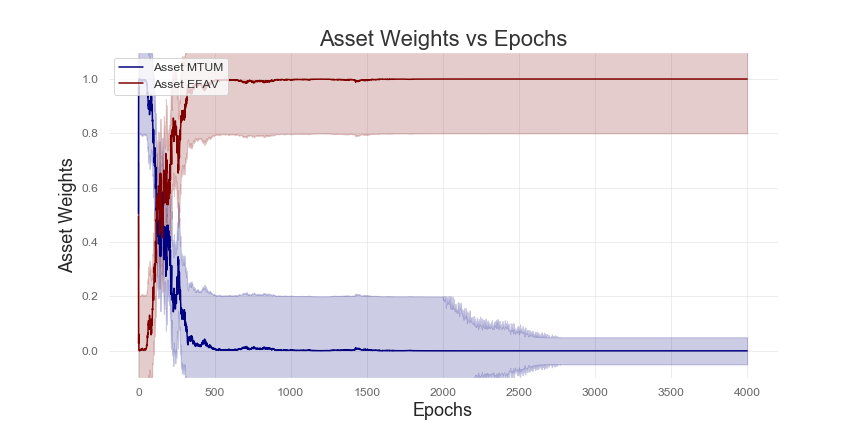 Asset Weights vs Epochs
Asset MTUM
Asset EFAV
1.0
0.8
0.6
0.4
0.2
0.0
Asset Weights
0 500 1000 1500 2000 2500 3000 3500 4000
Epochs